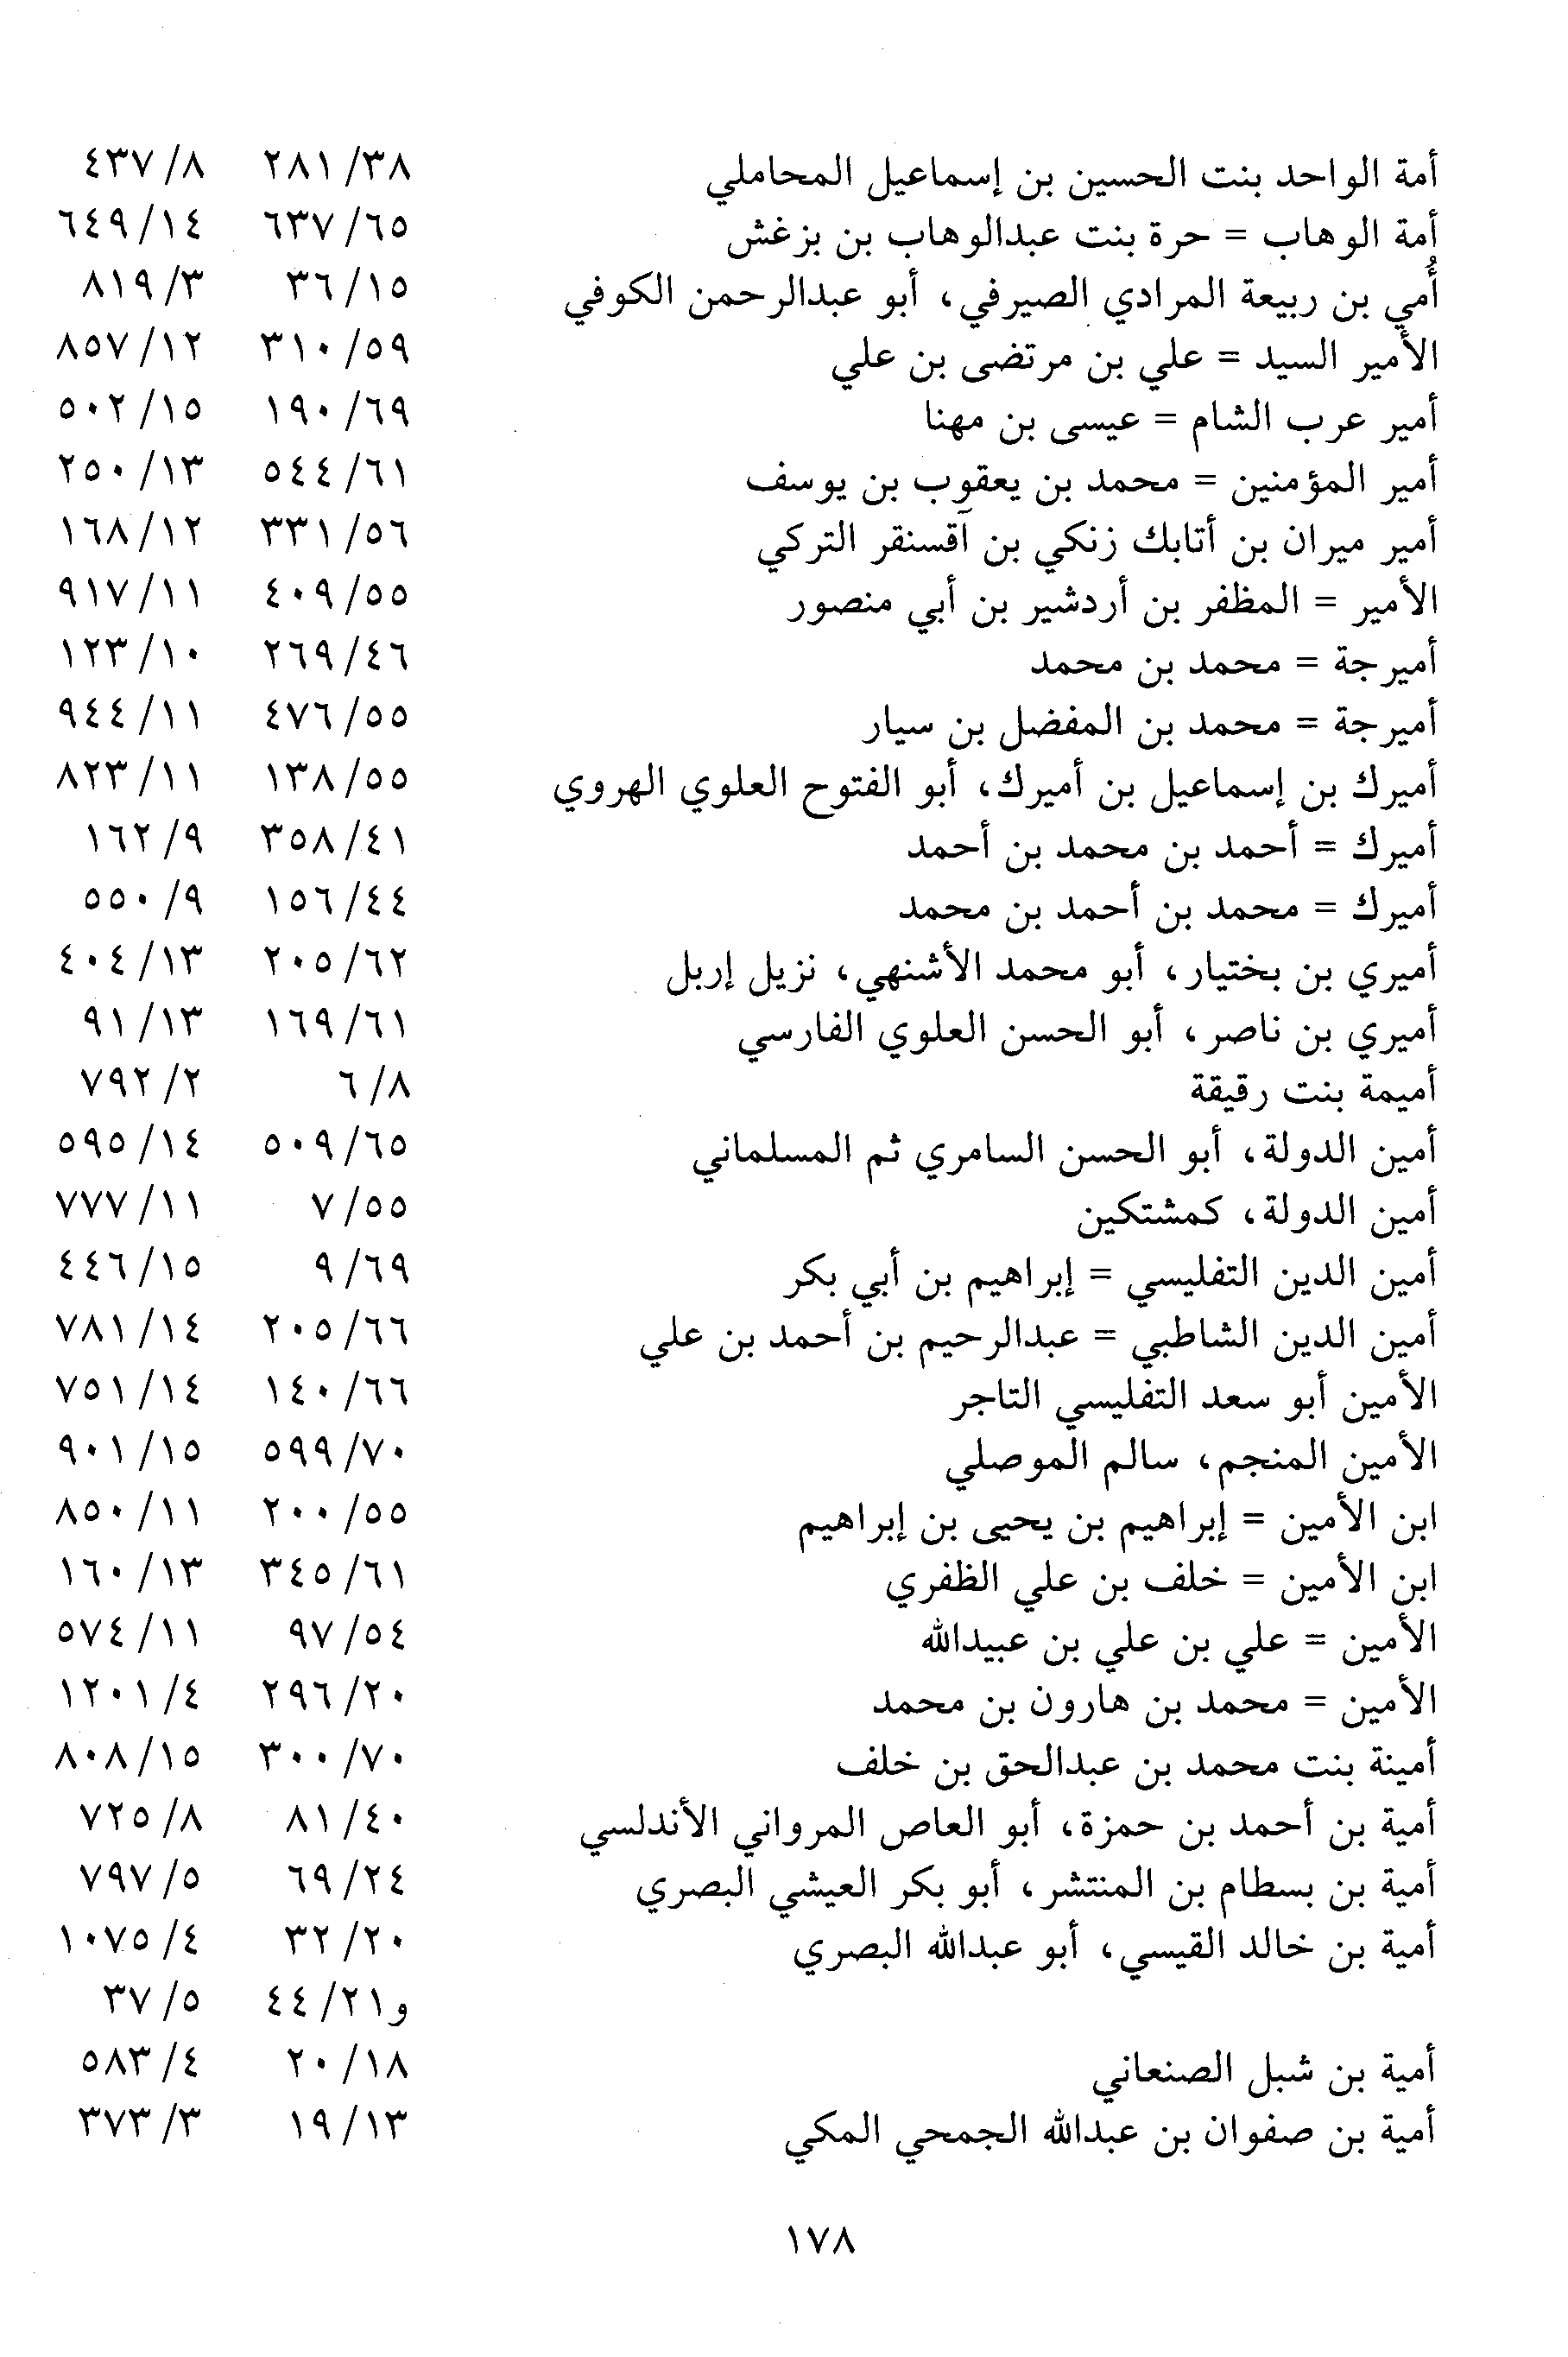 أمة الواحد بنت الحسين بن إسماعيل المحاملي ٣٨/ ٢٨١ ٨/ ٤٣٧
أمة الوهاب = حرة بنت عبدالوهاب بن بزغش ٦٥/ ٦٣٧ ١٤/ ٦٤٩
أُمي بن ربيعة المرادي الصيرفي، أبو عبدالرحمن الكوفي ١٥/ ٣٦ ٣/ ٨١٩
الأمير السيد = علي بن مرتضى بن علي ٥٩/ ٣١٠ ١٢/ ٨٥٧
أمير عرب الشام = عيسى بن مهنا ٦٩/ ١٩٠ ١٥/ ٥٠٢
أمير المؤمنين = محمد بن يعقوب بن يوسف ٦١/ ٥٤٤ ١٣/ ٢٥٠
أمير ميران بن أتابك زنكي بن آقسنقر التركي ٥٦/ ٣٣١ ١٢/ ١٦٨
الأمير = المظفر بن أردشير بن أبي منصور ٥٥/ ٤٠٩ ١١/ ٩١٧
أميرجة = محمد بن محمد ٤٦/ ٢٦٩ ١٠/ ١٢٣
أميرجة = محمد بن المفضل بن سيار ٥٥/ ٤٧٦ ١١/ ٩٤٤
أميرك بن إسماعيل بن أميرك، أبو الفتوح العلوي الهروي ٥٥/ ١٣٨ ١١/ ٨٢٣
أميرك = أحمد بن محمد بن أحمد ٤١/ ٣٥٨ ٩/ ١٦٢
أميرك = محمد بن أحمد بن محمد ٤٤/ ١٥٦ ٩/ ٥٥٠
أميري بن بختيار، أبو محمد الأشنهي، نزيل إربل ٦٢/ ٢٠٥ ١٣/ ٤٠٤
أميري بن ناصر، أبو الحسن العلوي الفارسي ٦١/ ١٦٩ ١٣/ ٩١
أميمة بنت رقيقة ٨/ ٦ ٢/ ٧٩٢
أمين الدولة، أبو الحسن السامري ثم المسلماني ٦٥/ ٥٠٩ ١٤/ ٥٩٥
أمين الدولة، كمشتكين ٥٥/ ٧ ١١/ ٧٧٧
أمين الدين التفليسي = إبراهيم بن أبي بكر ٦٩/ ٩ ١٥/ ٤٤٦
أمين الدين الشاطبي = عبدالرحيم بن أحمد بن علي ٦٦/ ٢٠٥ ١٤/ ٧٨١
الأمين أبو سعد التفليسي التاجر ٦٦/ ١٤٠ ١٤/ ٧٥١
الأمين المنجم، سالم الموصلي ٧٠/ ٥٩٩ ١٥/ ٩٠١
ابن الأمين = إبراهيم بن يحيى بن إبراهيم ٥٥/ ٢٠٠ ١١/ ٨٥٠
ابن الأمين = خلف بن علي الظفري ٦١/ ٣٤٥ ١٣/ ١٦٠
الأمين = علي بن علي بن عبيدالله ٥٤/ ٩٧ ١١/ ٥٧٤
الأمين = محمد بن هارون بن محمد ٢٠/ ٢٩٦ ٤/ ١٢٠١
أمينة بنت محمد بن عبدالحق بن خلف ٧٠/ ٣٠٠ ١٥/ ٨٠٨
أمية بن أحمد بن حمزة، أبو العاص المرواني الأندلسي ٤٠/ ٨١ ٨/ ٧٢٥
أمية بن بسطام بن المنتشر، أبو بكر العيشي البصري ٢٤/ ٦٩ ٥/ ٧٩٧
أمية بن خالد القيسي، أبو عبدالله البصري ٢٠/ ٣٢ ٤/ ١٠٧٥
و٢١/ ٤٤ ٥/ ٣٧
أمية بن شبل الصنعاني ١٨/ ٢٠ ٤/ ٥٨٣
أمية بن صفوان بن عبدالله الجمحي المكي ١٣/ ١٩ ٣/ ٣٧٣
١٧٨